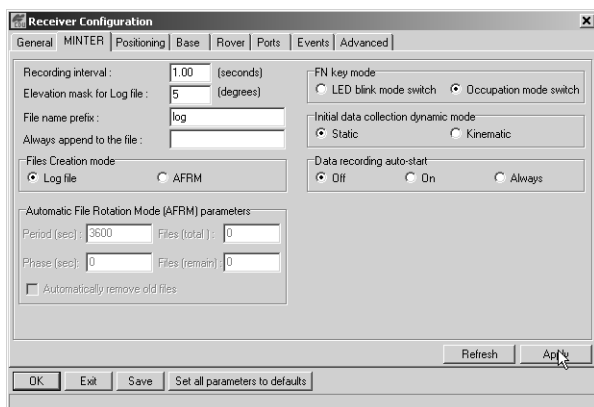 Receiver Configuration
General MINTER Positioning Base Rover Ports Events Advanced
Recording interval : 1.00 (seconds)
Elevation mask for Log file : 5 (degrees)
File name prefix : log
Always append to the file :
Files Creation mode
Log file AFRM
Automatic File Rotation Mode (AFRM) parameters
Period (sec) : 3600 Files (total) : 0
Phase (sec): 0 Files (remain) : 0
Automatically remove old files
FN key mode
LED blink mode switch Occupation mode switch
Initial data collection dynamic mode
Static Kinematic
Data recording auto-start
Off On Always
Refresh Apply
OK Exit Save Set all parameters to defaults